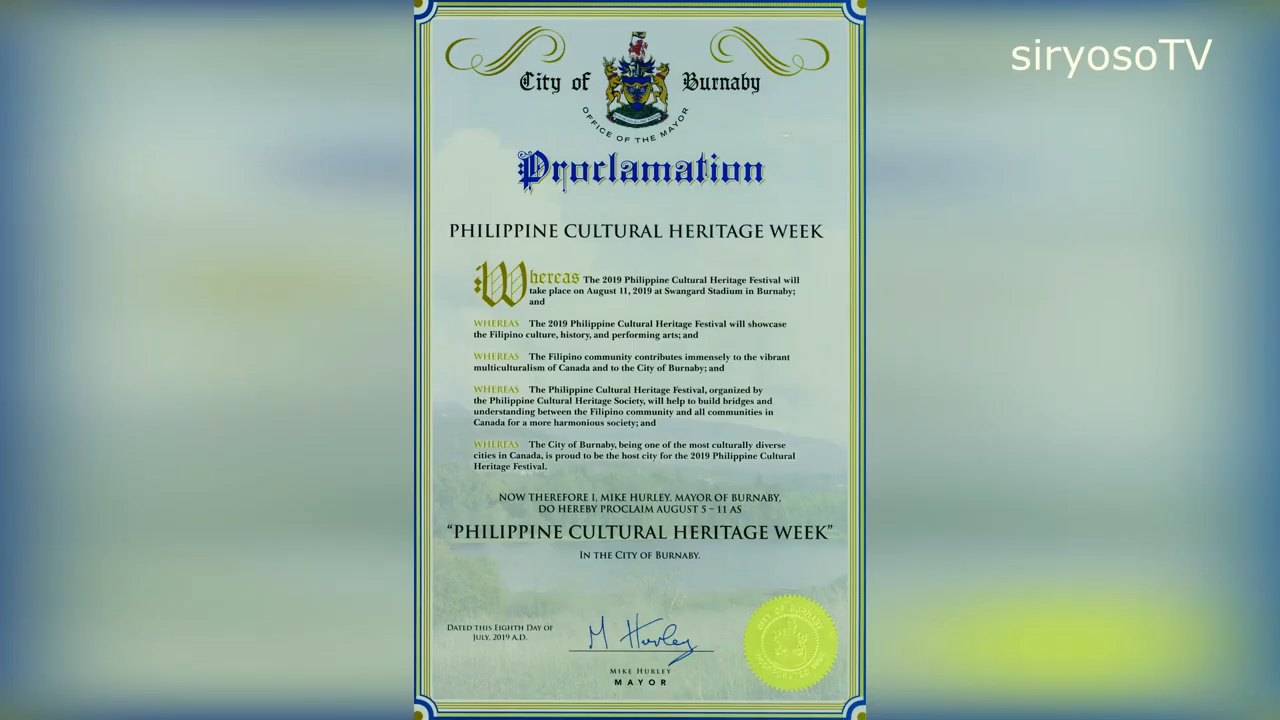 siryosoTV
City of Burnaby
OFFICE OF THE MAYOR
Proclamation
PHILIPPINE CULTURAL HERITAGE WEEK
Whereas The 2019 Philippine Cultural Heritage Festival will
take place on August 11, 2019 at Swangard Stadium in Burnaby;
and
WHEREAS The 2019 Philippine Cultural Heritage Festival will showcase
the Filipino culture, history, and performing arts; and
WHEREAS The Filipino community contributes immensely to the vibrant
multiculturalism of Canada and to the City of Burnaby; and
WHEREAS The Philippine Cultural Heritage Festival, organized by
the Philippine Cultural Heritage Society, will help to build bridges and
understanding between the Filipino community and all communities in
Canada for a more harmonious society; and
WHEREAS The City of Burnaby, being one of the most culturally diverse
cities in Canada, is proud to be the host city for the 2019 Philippine Cultural
Heritage Festival.
NOW THEREFORE I, MIKE HURLEY, MAYOR OF BURNABY,
DO HEREBY PROCLAIM AUGUST 5 – 11 AS
“PHILIPPINE CULTURAL HERITAGE WEEK”
IN THE CITY OF BURNABY.
DATED THIS EIGHTH DAY OF
JULY, 2019 A.D.
M Hurley
MIKE HURLEY
MAYOR
CITY OF BURNABY